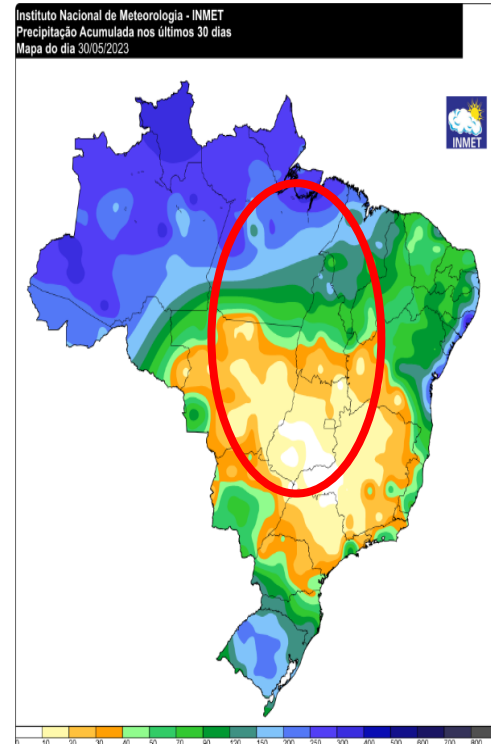 Instituto Nacional de Meteorologia - INMET
Precipitação Acumulada nos últimos 30 dias
Mapa do dia 30/05/2023
INMET
0 10 20 30 40 50 70 90 120 150 200 250 300 400 500 600 700 800